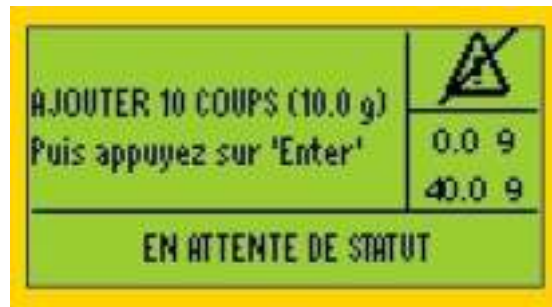 AJOUTER 10 COUPS (10.0 g)
Puis appuyez sur 'Enter'
0.0 g
40.0 g
EN ATTENTE DE STATUT